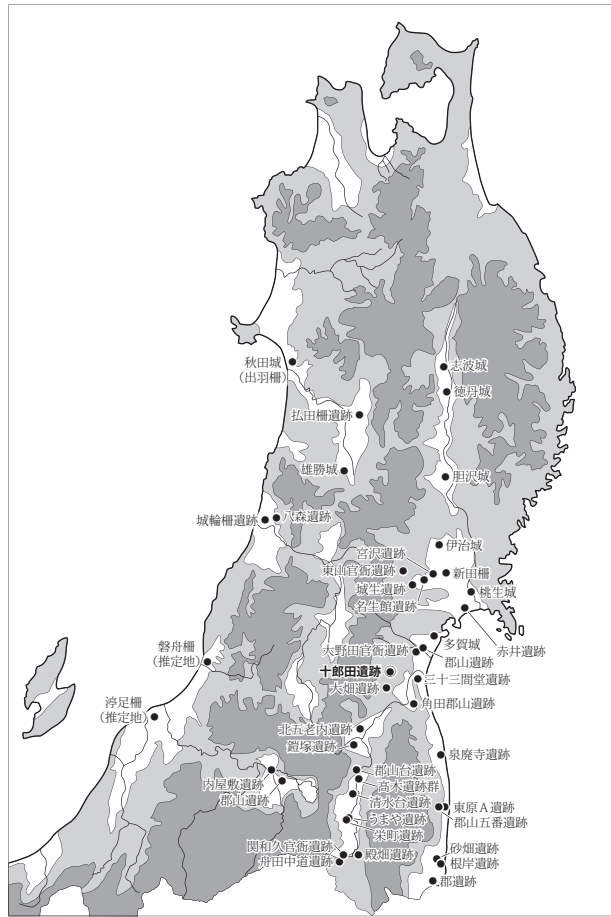 秋田城
（出羽柵）
志波城
徳丹城
払田柵遺跡
雄勝城
胆沢城
城輪柵遺跡
八森遺跡
伊治城
宮沢遺跡
東山官衙遺跡
新田柵
城生遺跡
桃生城
名生館遺跡
赤井遺跡
多賀城
大野田官衙遺跡
郡山遺跡
磐舟柵
（推定地）
十郎田遺跡
三十三間堂遺跡
大畑遺跡
角田郡山遺跡
渟足柵
（推定地）
北五老内遺跡
鎧塚遺跡
泉廃寺遺跡
郡山台遺跡
内屋敷遺跡
高木遺跡群
郡山遺跡
清水台遺跡
東原Ａ遺跡
うまや遺跡
郡山五番遺跡
栄町遺跡
関和久官衙遺跡
殿畑遺跡
砂畑遺跡
舟田中道遺跡
根岸遺跡
郡遺跡